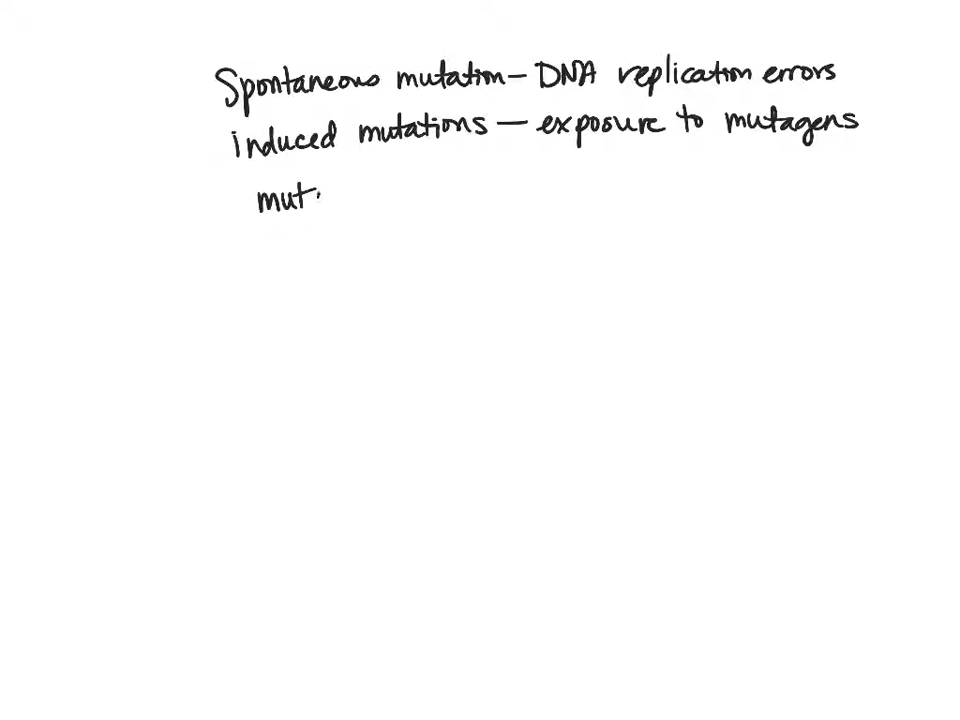 Spontaneous mutation – DNA replication errors
induced mutations – exposure to mutagens
mut